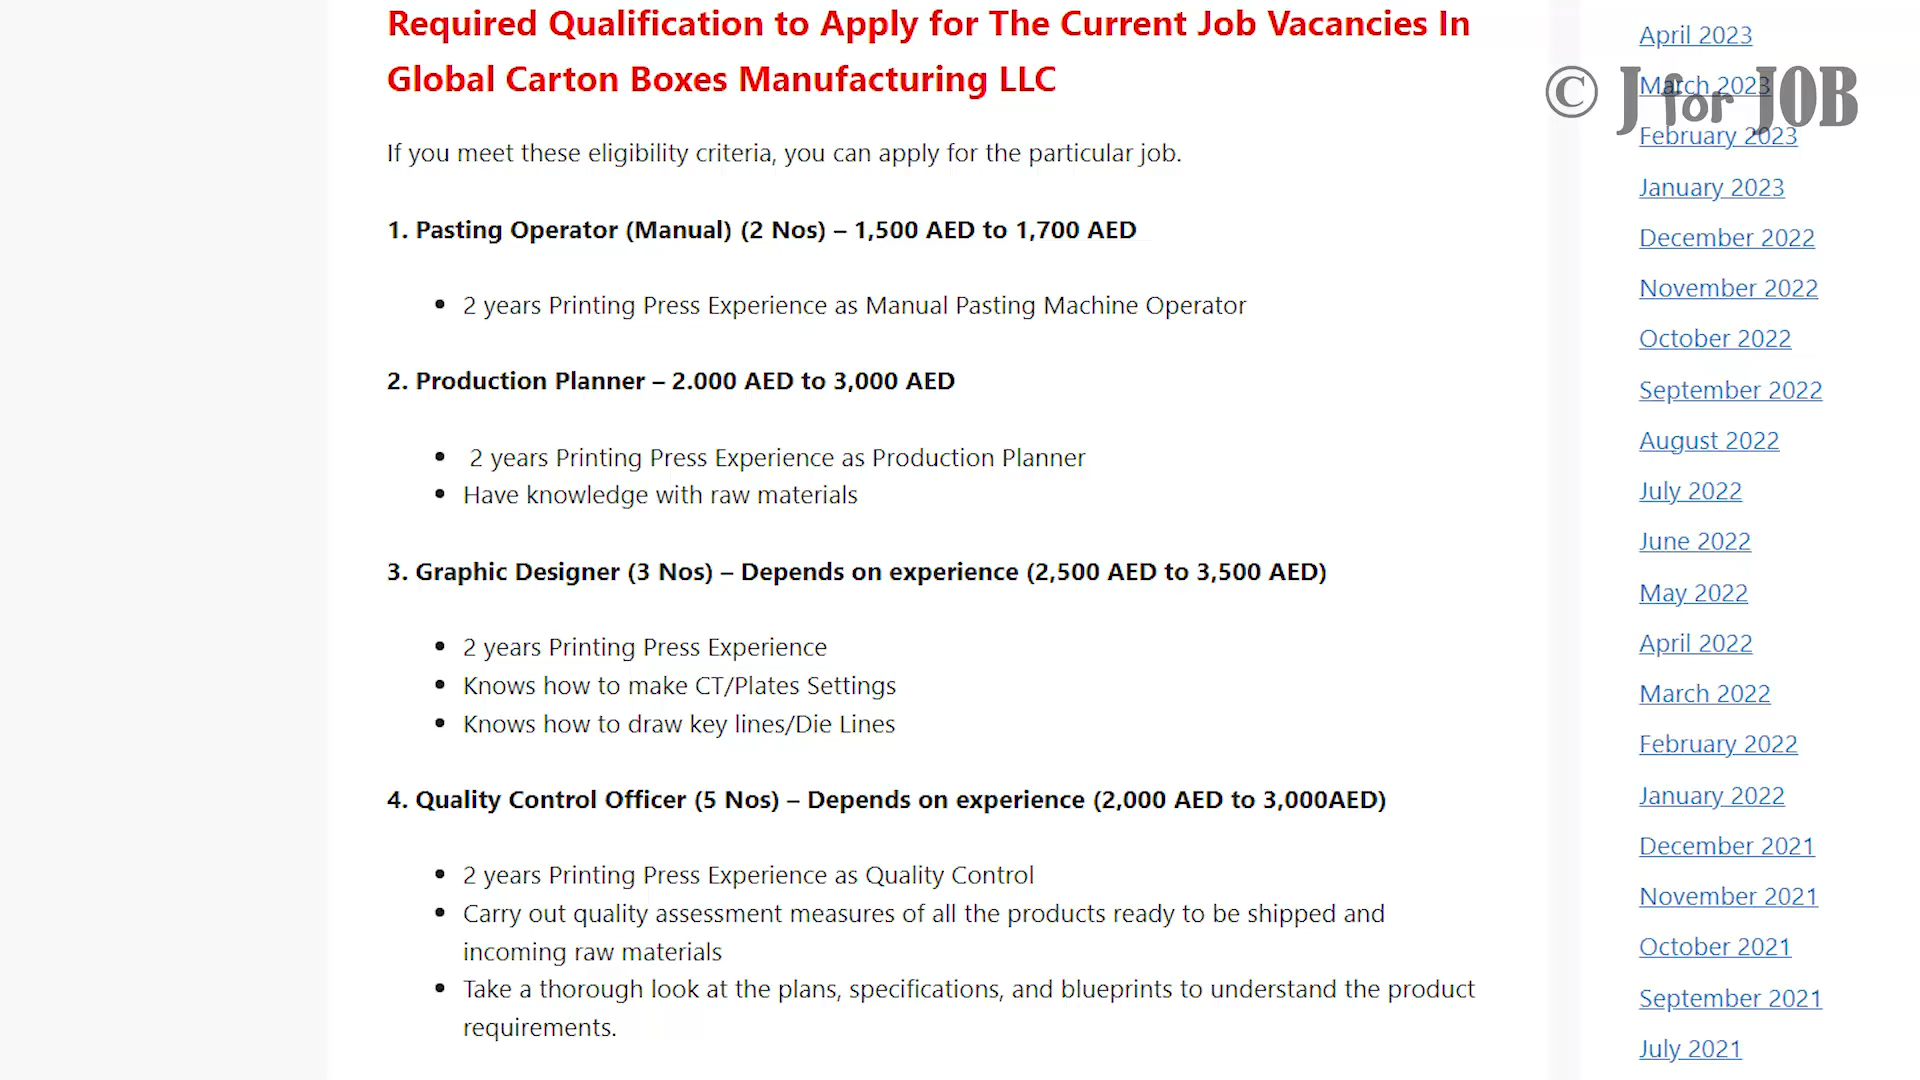 Required Qualification to Apply for The Current Job Vacancies In
Global Carton Boxes Manufacturing LLC
If you meet these eligibility criteria, you can apply for the particular job.
1. Pasting Operator (Manual) (2 Nos) – 1,500 AED to 1,700 AED
• 2 years Printing Press Experience as Manual Pasting Machine Operator
2. Production Planner – 2.000 AED to 3,000 AED
• 2 years Printing Press Experience as Production Planner
• Have knowledge with raw materials
3. Graphic Designer (3 Nos) – Depends on experience (2,500 AED to 3,500 AED)
• 2 years Printing Press Experience
• Knows how to make CT/Plates Settings
• Knows how to draw key lines/Die Lines
4. Quality Control Officer (5 Nos) – Depends on experience (2,000 AED to 3,000AED)
• 2 years Printing Press Experience as Quality Control
• Carry out quality assessment measures of all the products ready to be shipped and
incoming raw materials
• Take a thorough look at the plans, specifications, and blueprints to understand the product
requirements.
April 2023
March 2023
© J for JOB
February 2023
January 2023
December 2022
November 2022
October 2022
September 2022
August 2022
July 2022
June 2022
May 2022
April 2022
March 2022
February 2022
January 2022
December 2021
November 2021
October 2021
September 2021
July 2021